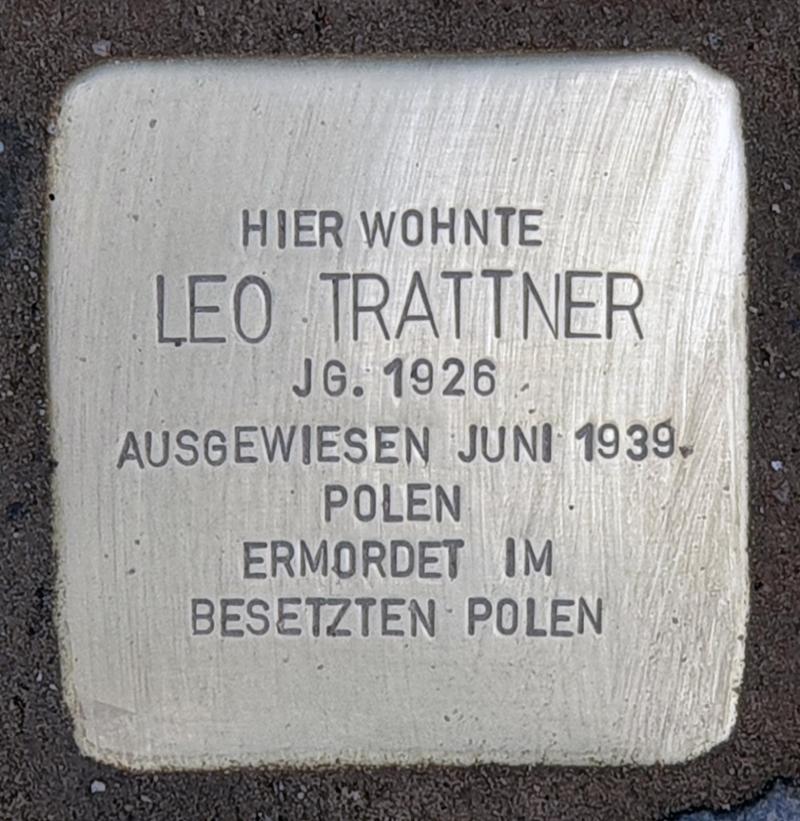 HIER WOHNTE
LEO TRATTNER
JG. 1926
AUSGEWIESEN JUNI 1939
POLEN
ERMORDET IM
BESETZTEN POLEN